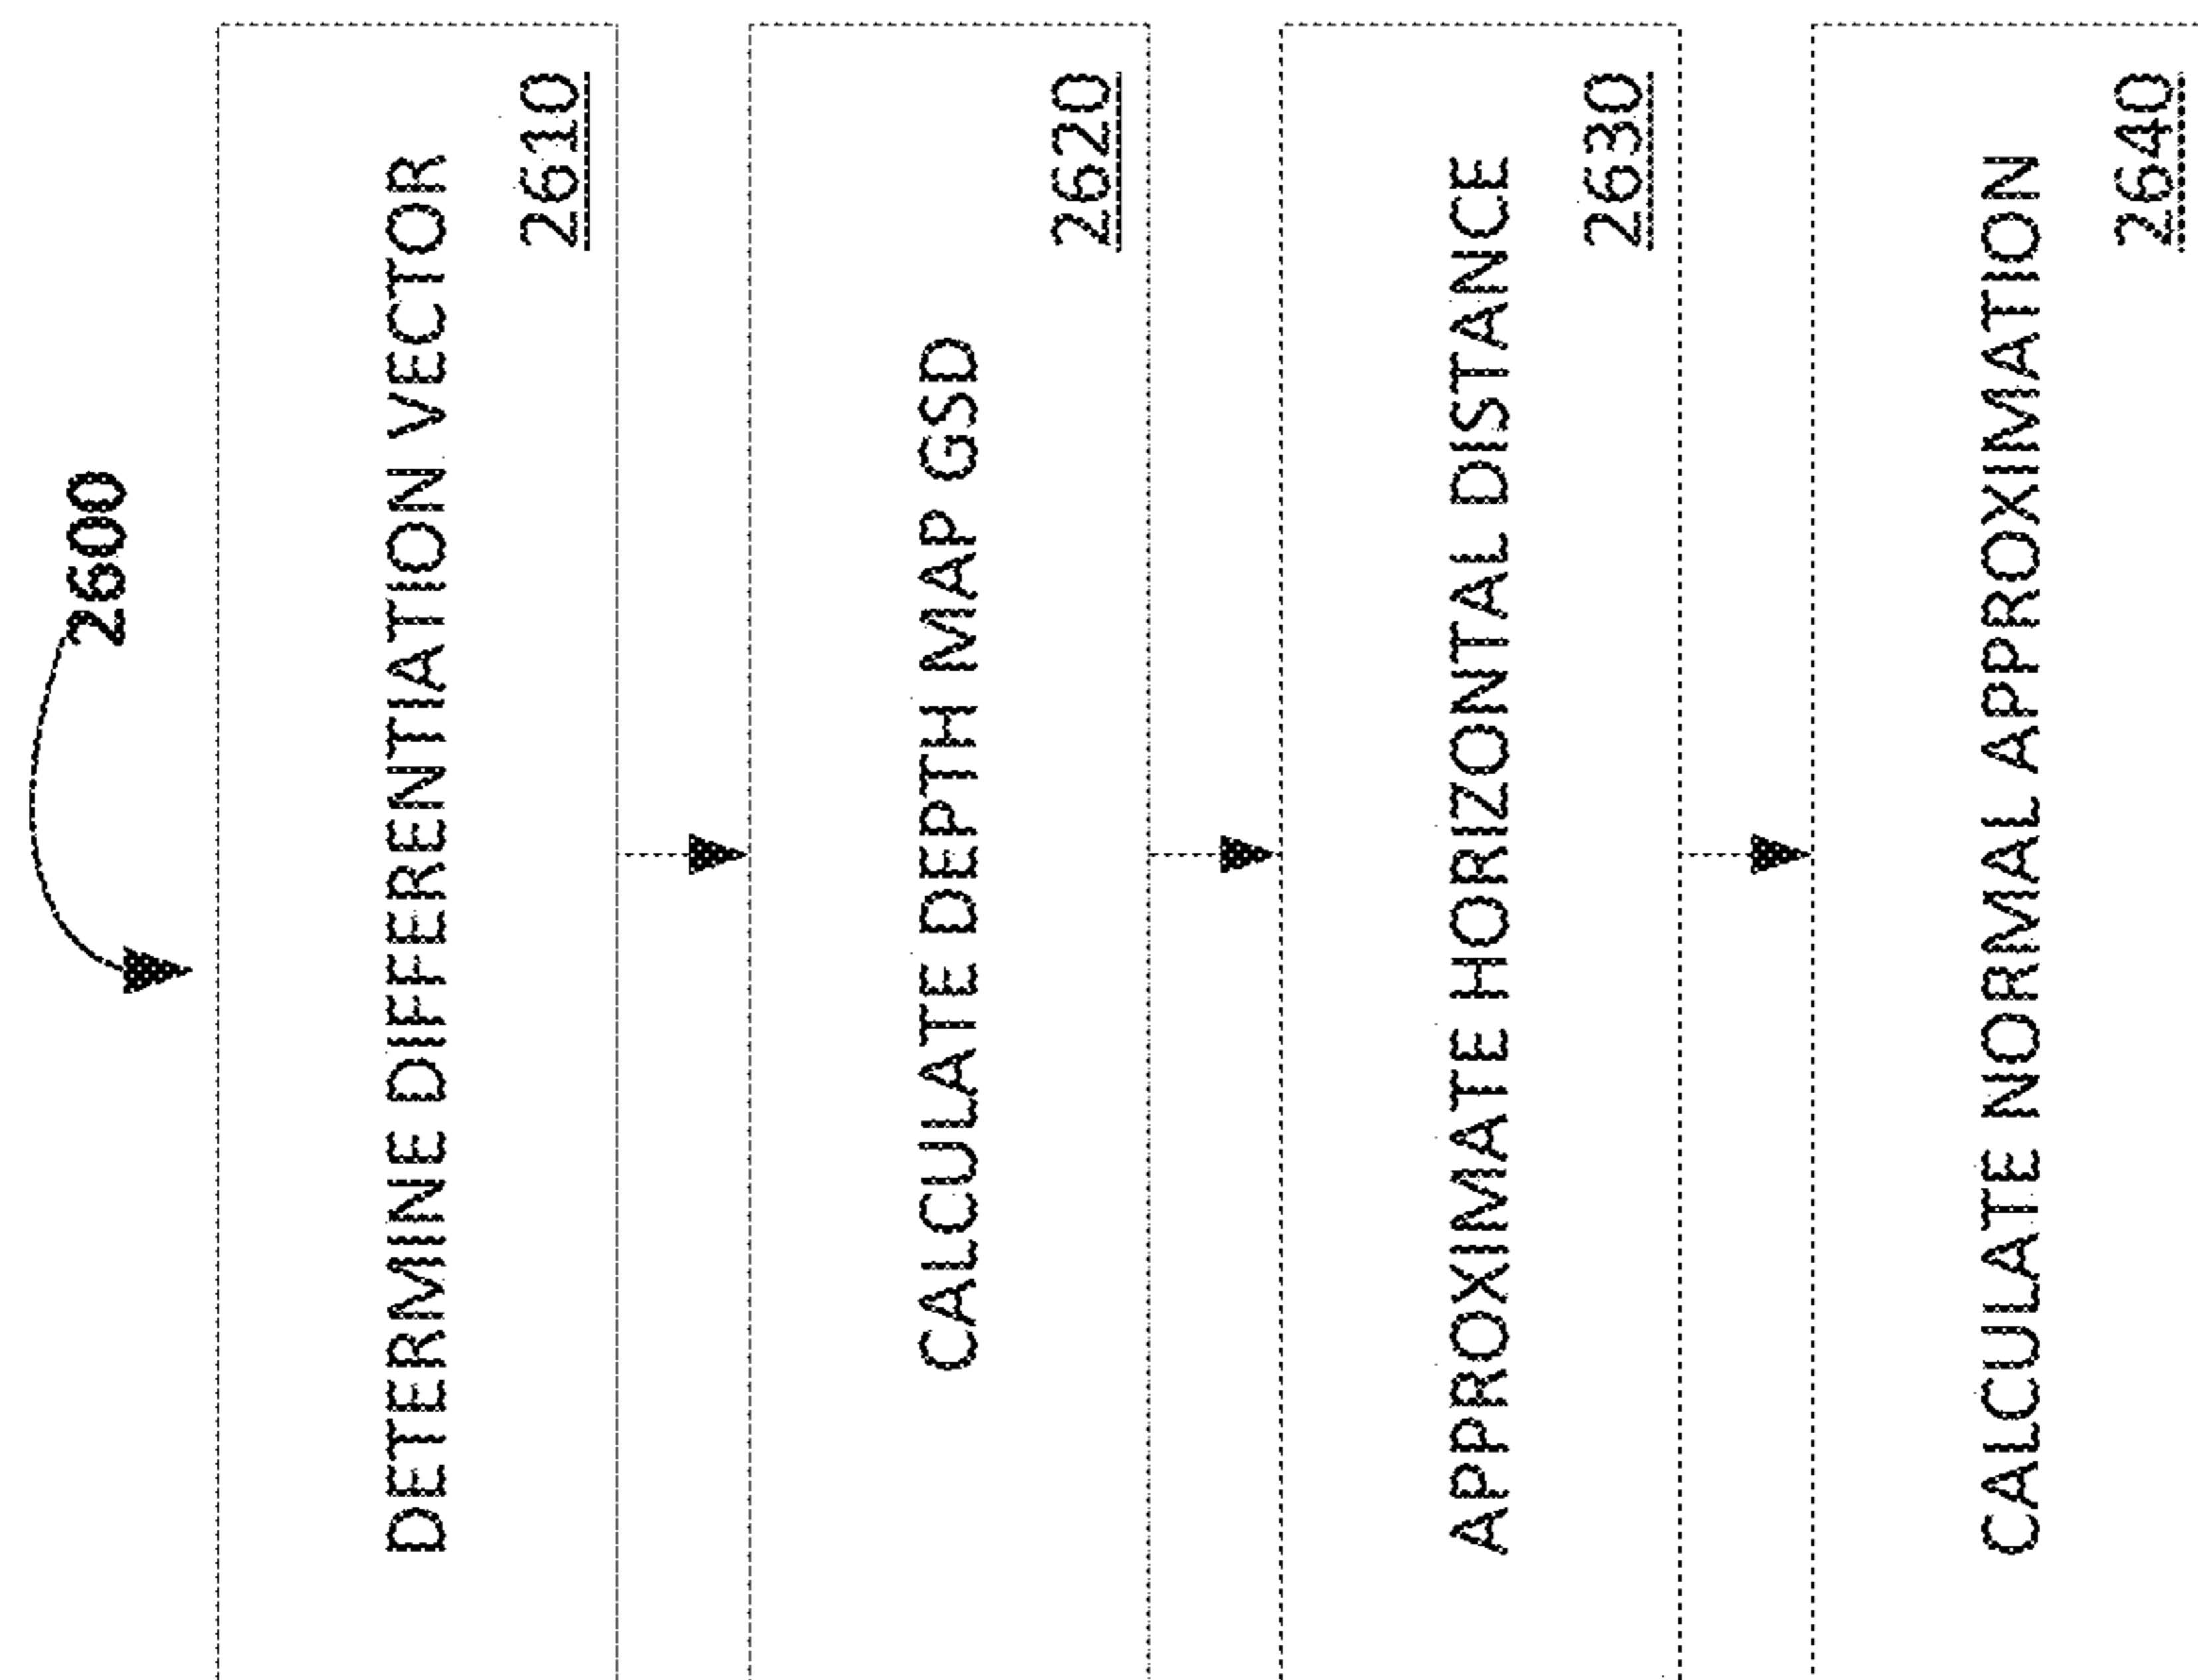 2600
DETERMINE DIFFERENTIATION VECTOR
2610
CALCULATE DEPTH MAP GSD
2620
APPROXIMATE HORIZONTAL DISTANCE
2630
CALCULATE NORMAL APPROXIMATION
2640